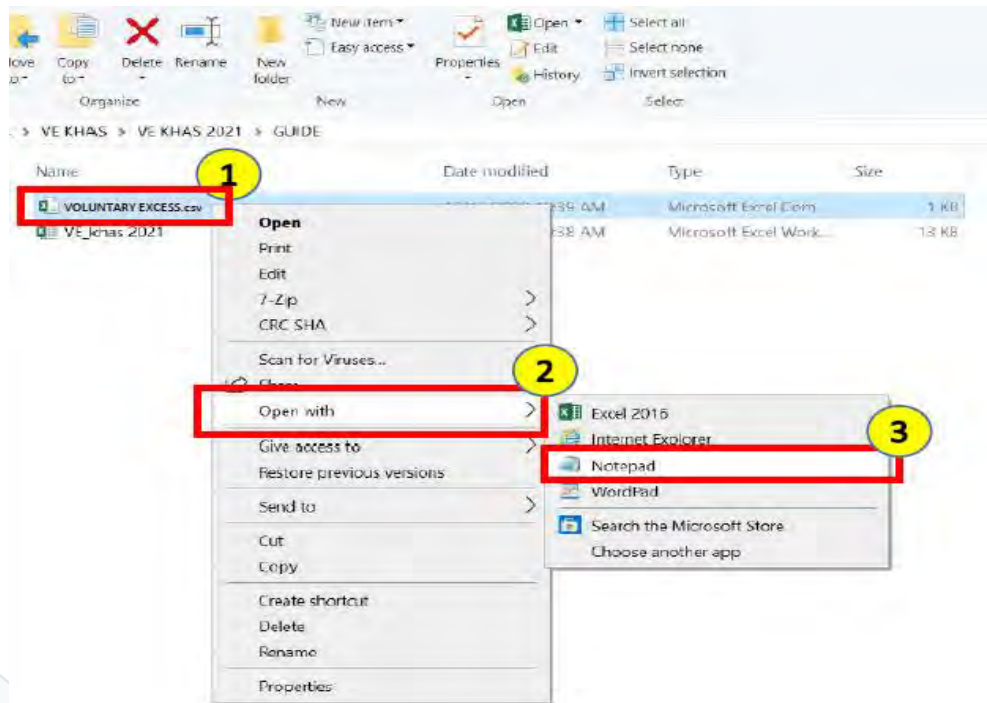 New item
Open
Select all
Easy access
Edit
Select none
Copy
to
Delete
Rename
New
folder
Properties
History
Invert selection
Organize
New
Open
Select
> VE KHAS > VE KHAS 2021 > GUIDE
Name
Date modified
Type
Size
1
VOLUNTARY EXCESS.csv
:39 AM
Microsoft Excel Com...
1 KB
VE_khas 2021
:38 AM
Microsoft Excel Work...
13 KB
Open
Print
Edit
7-Zip
CRC SHA
Scan for Viruses...
Share
2
Open with
Give access to
Restore previous versions
Send to
Cut
Copy
Create shortcut
Delete
Rename
Properties
Excel 2016
Internet Explorer
3
Notepad
WordPad
Search the Microsoft Store
Choose another app